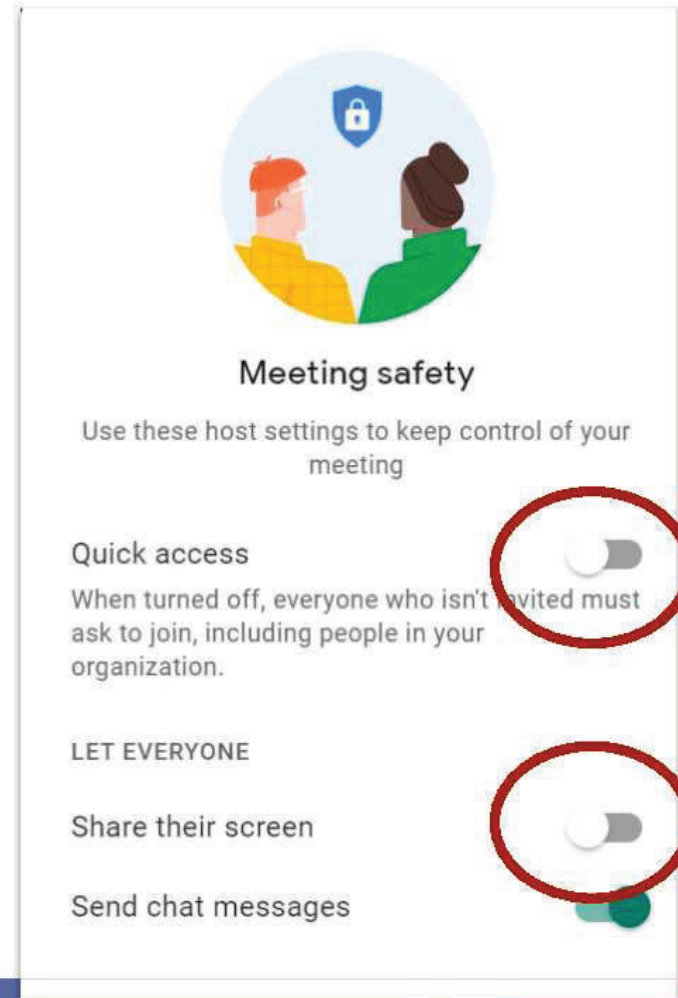 Meeting safety
Use these host settings to keep control of your
meeting
Quick access
When turned off, everyone who isn't invited must
ask to join, including people in your
organization.
LET EVERYONE
Share their screen
Send chat messages